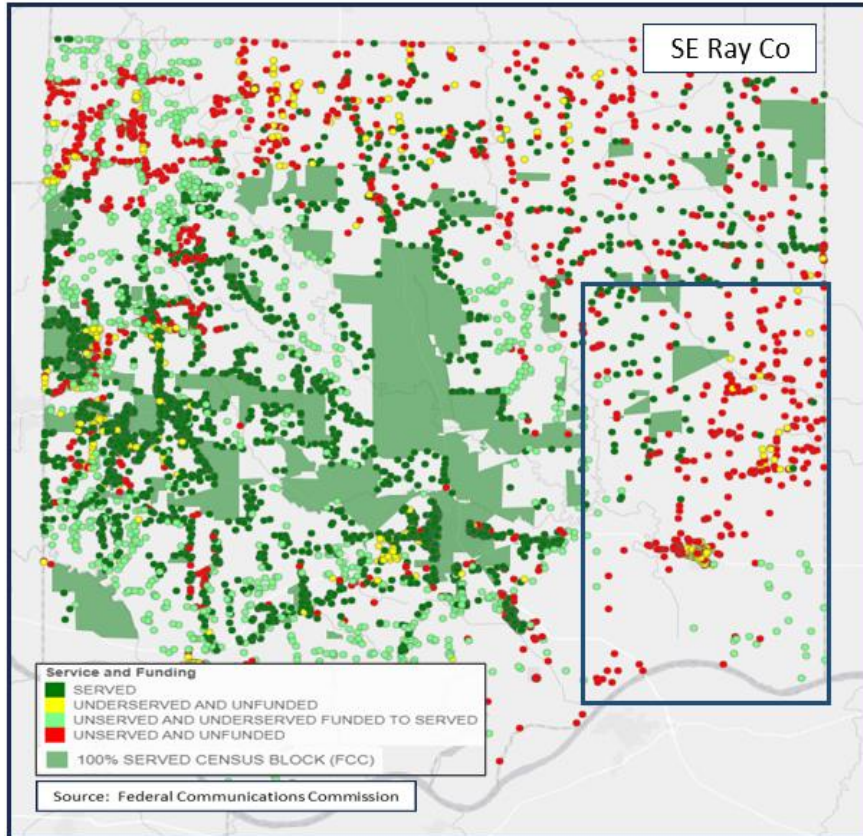 SE Ray Co
Service and Funding
SERVED
UNDERSERVED AND UNFUNDED
UNSERVED AND UNDERSERVED FUNDED TO SERVED
UNSERVED AND UNFUNDED
100% SERVED CENSUS BLOCK (FCC)
Source: Federal Communications Commission